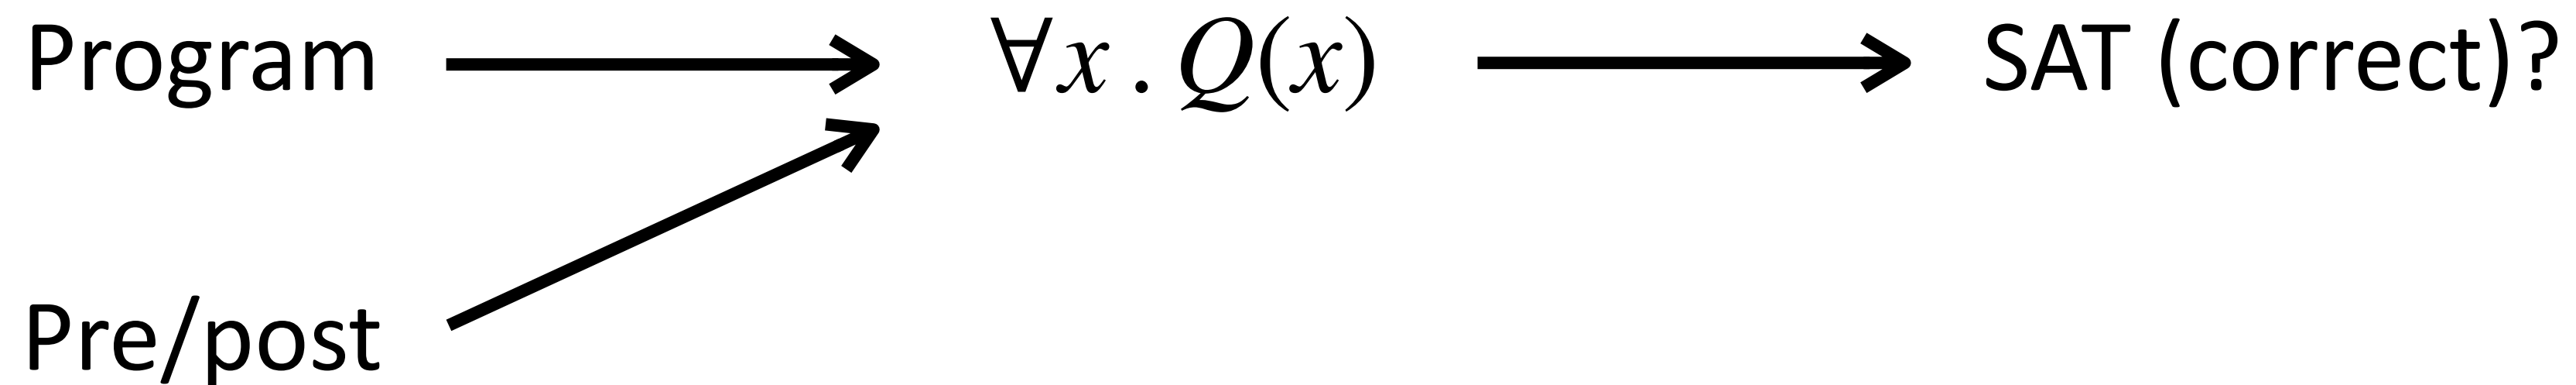 Program ∀x . Q(x) SAT (correct)?
Pre/post